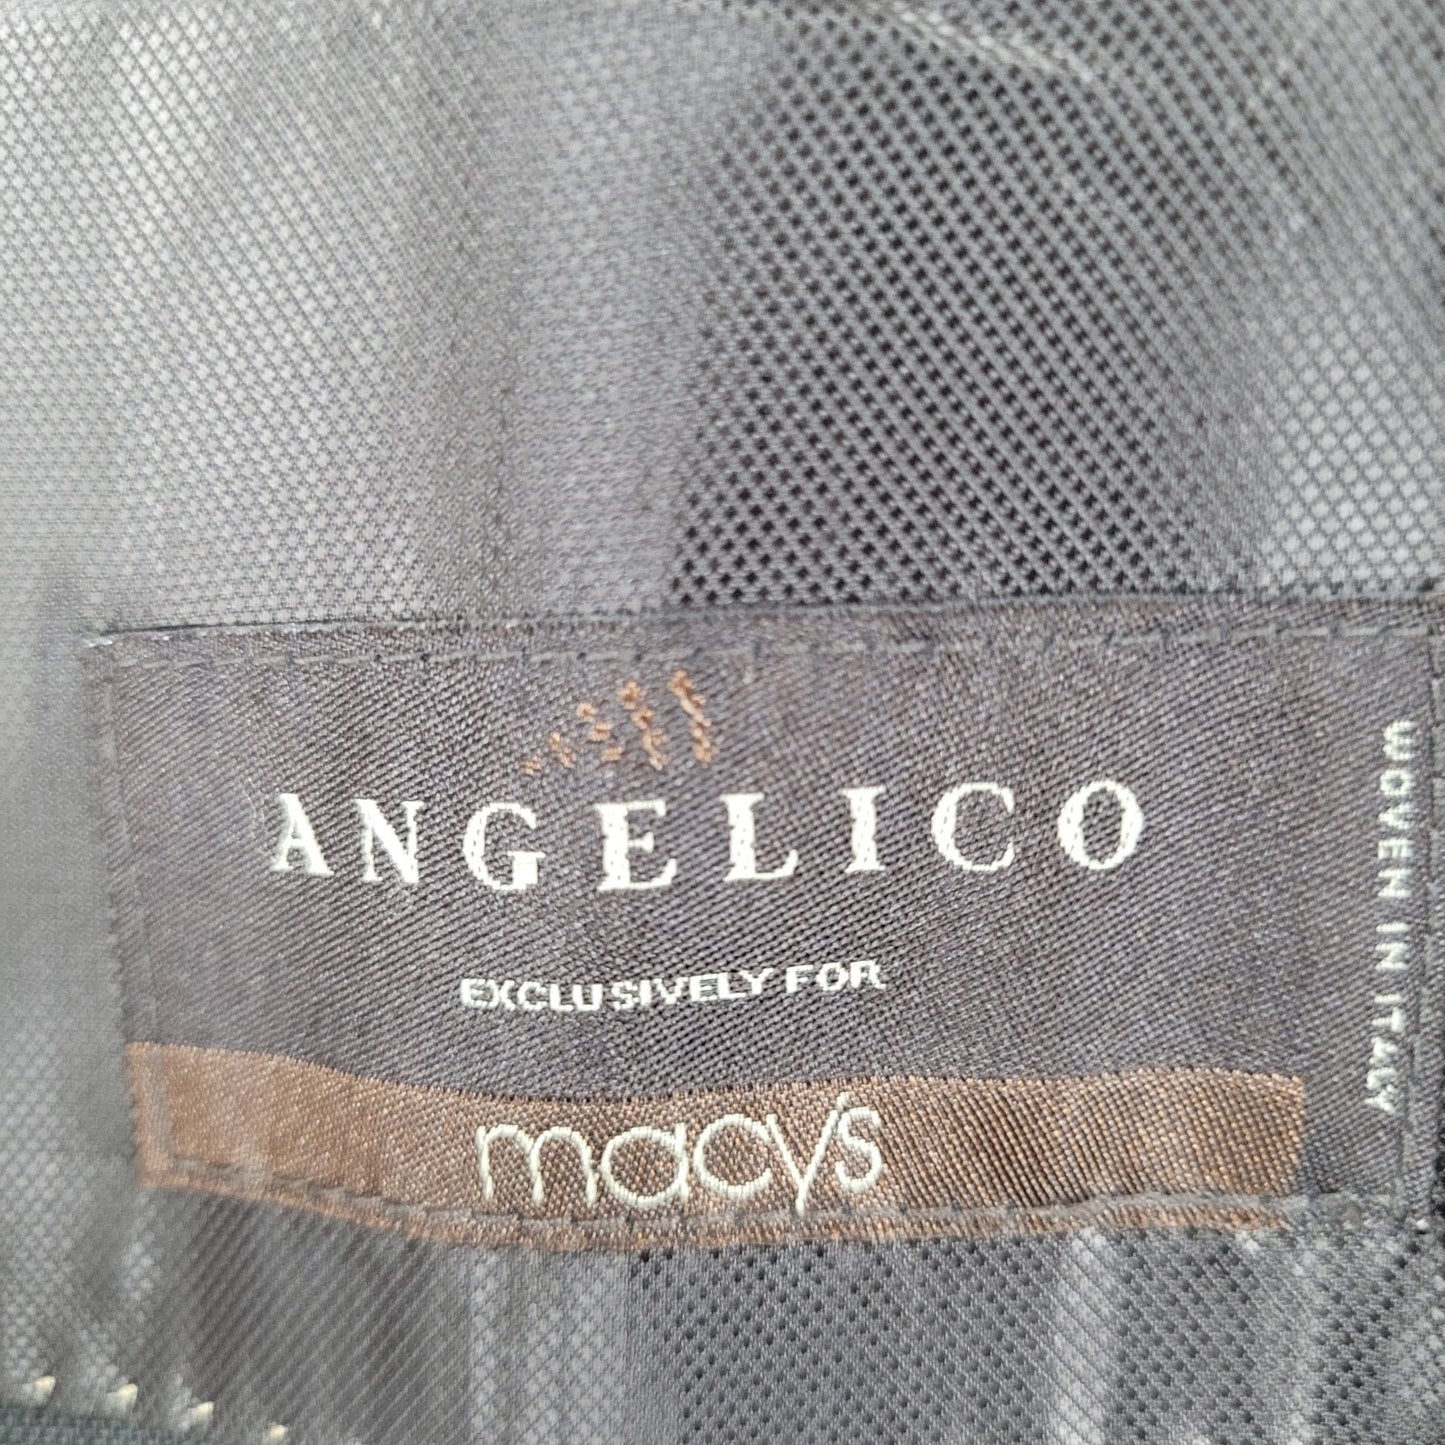 ANGELICO
EXCLUSIVELY FOR
macy's
WOVEN IN ITALY